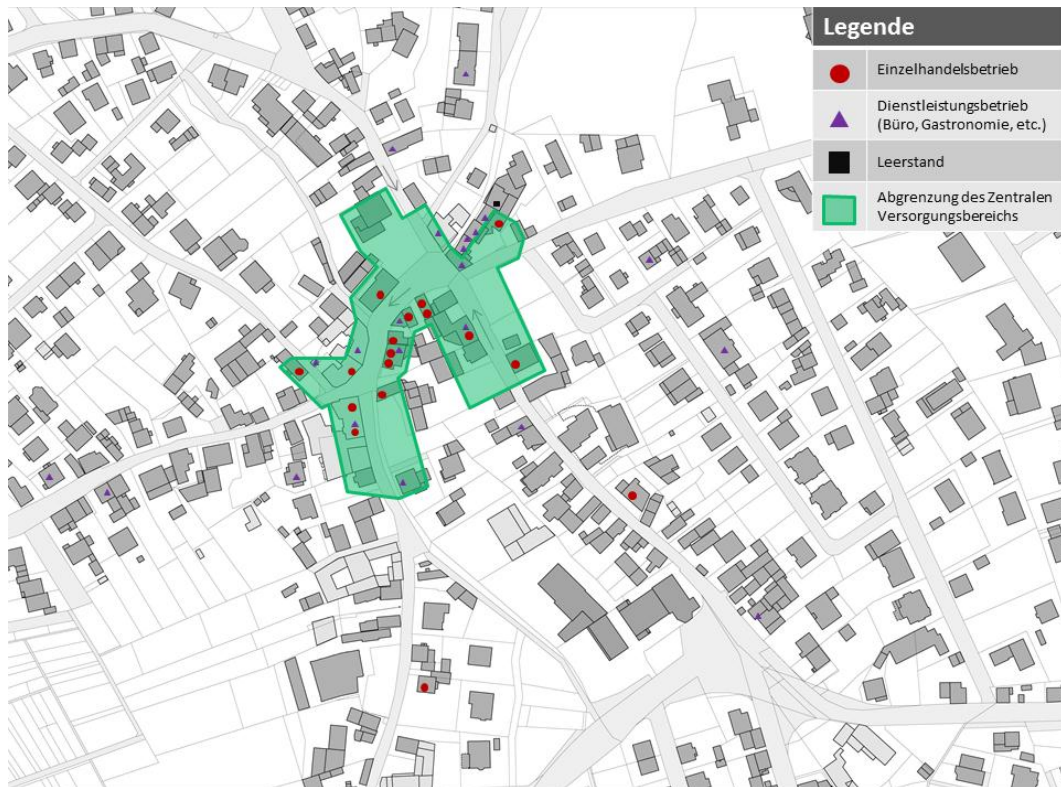 Legende
Einzelhandelsbetrieb
Dienstleistungsbetrieb
(Büro, Gastronomie, etc.)
Leerstand
Abgrenzung des Zentralen
Versorgungsbereichs